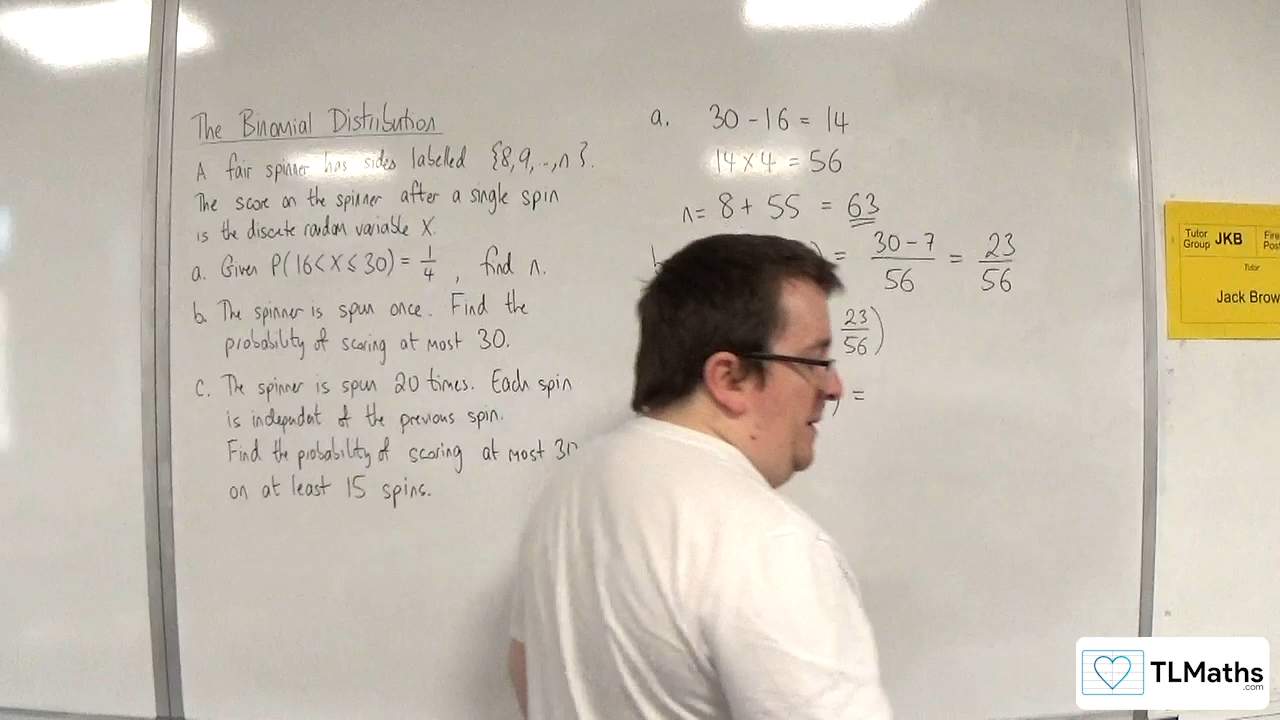 The Binomial Distribution
A fair spinner has sides labelled {8,9,...,n}.
The score on the spinner after a single spin
is the discrete random variable X.
a. Given P(16<X≤30) = 1/4 , find n.
b. The spinner is spun once. Find the
probability of scoring at most 30.
c. The spinner is spun 20 times. Each spin
is independent of the previous spin.
Find the probability of scoring at most 30
on at least 15 spins.
a. 30 - 16 = 14
14 × 4 = 56
n = 8 + 55 = 63
) = 30 - 7 / 56 = 23 / 56
23/56 )
) =
Tutor Group JKB
Tutor
Jack Brow
TLMaths
.com